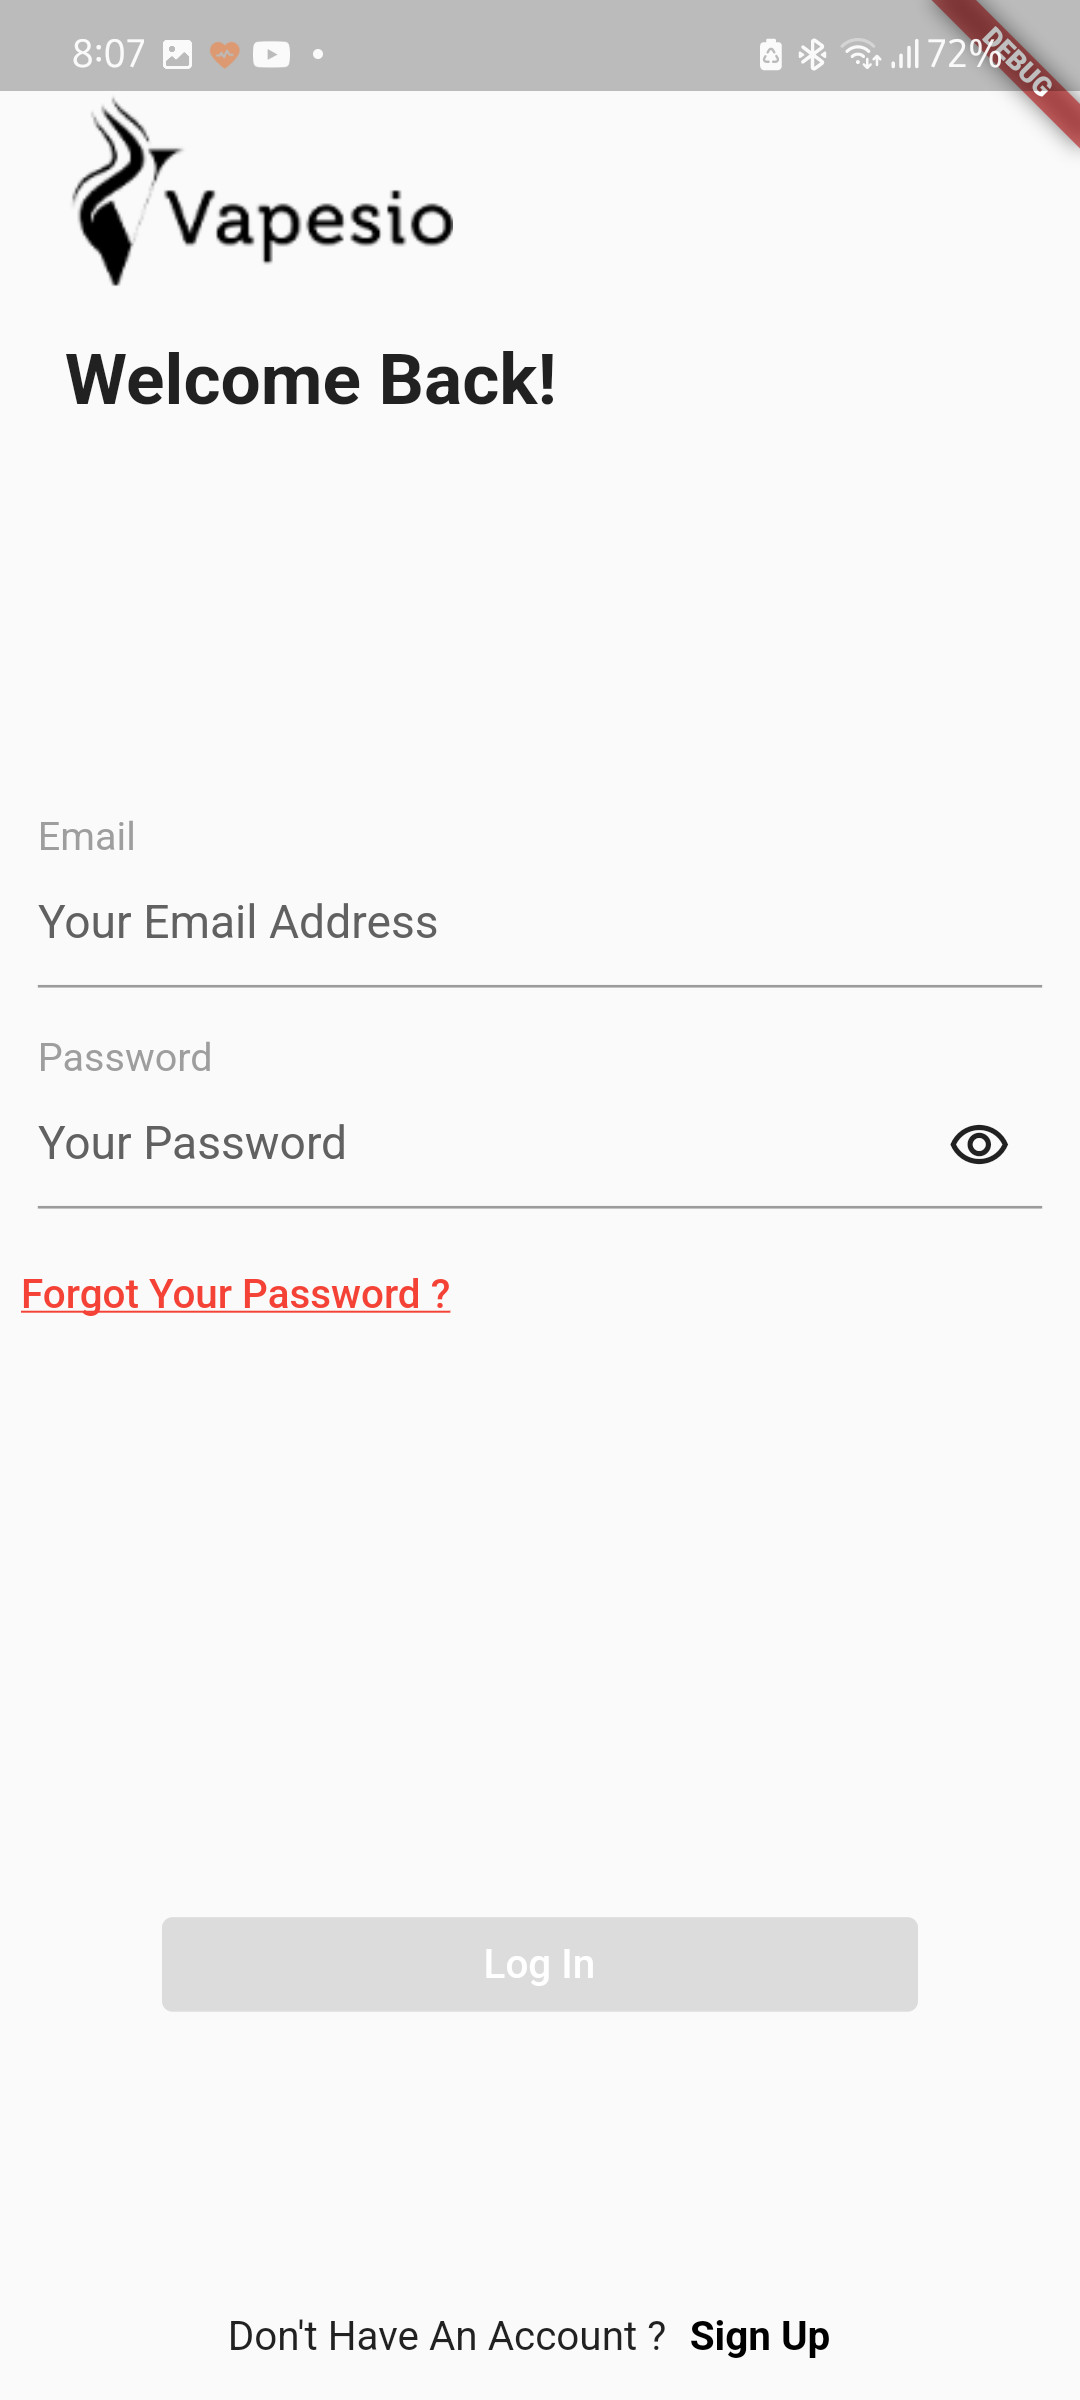 8:07
72%
DEBUG
Vapesio
Welcome Back!
Email
Your Email Address
Password
Your Password
Forgot Your Password ?
Log In
Don't Have An Account ? Sign Up